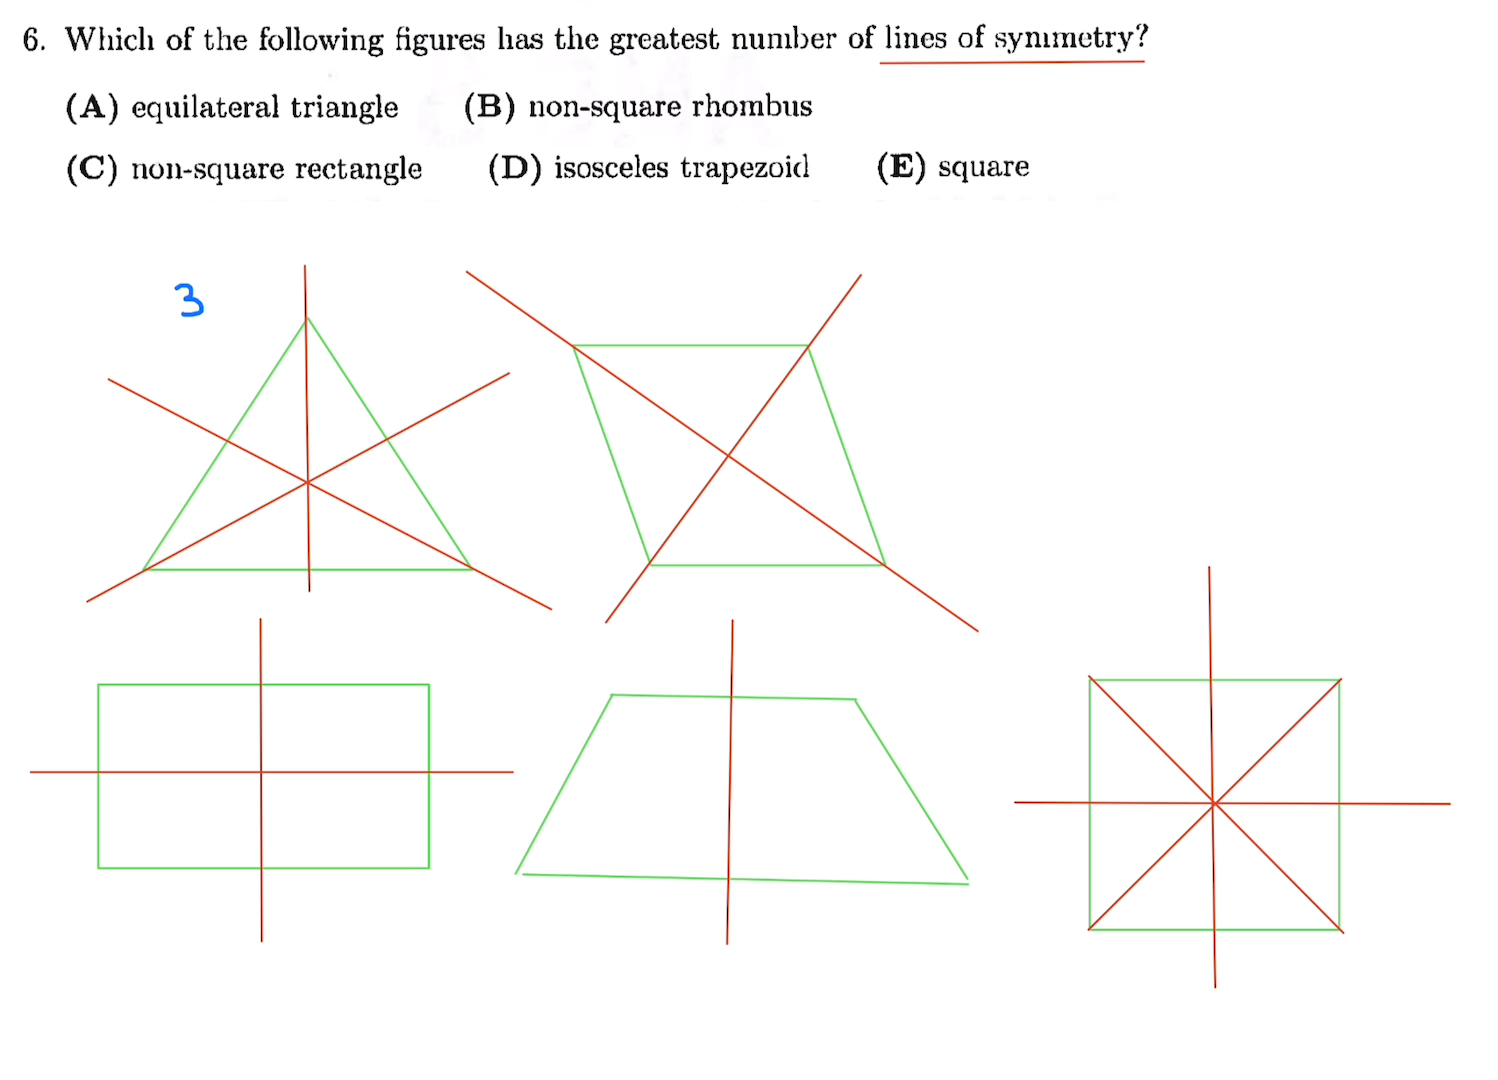 6. Which of the following figures has the greatest number of lines of symmetry?
(A) equilateral triangle (B) non-square rhombus
(C) non-square rectangle (D) isosceles trapezoid (E) square
3